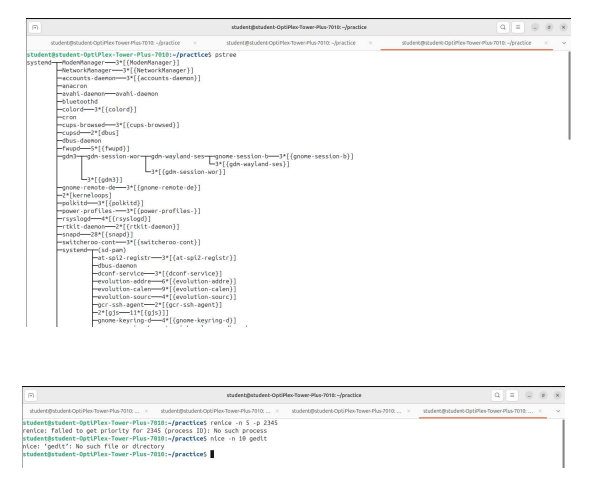 student@student-OptiPlex-Tower-Plus-7010: ~/practice
student@student-OptiPlex-Tower-Plus-7010: ~/practice × student@student-OptiPlex-Tower-Plus-7010: ~/practice × student@student-OptiPlex-Tower-Plus-7010: ~/practice ×
student@student-OptiPlex-Tower-Plus-7010:~/practice$ pstree
systemd─┬─ModemManager───3*[{ModemManager}]
├─NetworkManager───3*[{NetworkManager}]
├─accounts-daemon───3*[{accounts-daemon}]
├─anacron
├─avahi-daemon───avahi-daemon
├─bluetoothd
├─colord───3*[{colord}]
├─cron
├─cups-browsed───3*[{cups-browsed}]
├─cupsd───2*[dbus]
├─dbus-daemon
├─fwupd───5*[{fwupd}]
├─gdm3─┬─gdm-session-wor─┬─gdm-wayland-ses─┬─gnome-session-b───3*[{gnome-session-b}]
│ │ │ └─3*[{gdm-wayland-ses}]
│ │ └─3*[{gdm-session-wor}]
│ └─3*[{gdm3}]
├─gnome-remote-de───3*[{gnome-remote-de}]
├─2*[kerneloops]
├─polkitd───3*[{polkitd}]
├─power-profiles-───3*[{power-profiles-}]
├─rsyslogd───4*[{rsyslogd}]
├─rtkit-daemon───2*[{rtkit-daemon}]
├─snapd───28*[{snapd}]
├─switcheroo-cont───3*[{switcheroo-cont}]
├─systemd─┬─(sd-pam)
│ ├─at-spi2-registr───3*[{at-spi2-registr}]
│ ├─dbus-daemon
│ ├─dconf-service───3*[{dconf-service}]
│ ├─evolution-addre───6*[{evolution-addre}]
│ ├─evolution-calen───9*[{evolution-calen}]
│ ├─evolution-sourc───4*[{evolution-sourc}]
│ ├─gcr-ssh-agent───2*[{gcr-ssh-agent}]
│ ├─2*[gjs───11*[{gjs}]]
│ ├─gnome-keyring-d───4*[{gnome-keyring-d}]
student@student-OptiPlex-Tower-Plus-7010: ~/practice
student@student-OptiPlex-Tower-Plus-7010: ... × student@student-OptiPlex-Tower-Plus-7010: ... × student@student-OptiPlex-Tower-Plus-7010: ... × student@student-OptiPlex-Tower-Plus-7010: ... ×
student@student-OptiPlex-Tower-Plus-7010:~/practice$ renice -n 5 -p 2345
renice: failed to get priority for 2345 (process ID): No such process
student@student-OptiPlex-Tower-Plus-7010:~/practice$ nice -n 10 gedit
nice: 'gedit': No such file or directory
student@student-OptiPlex-Tower-Plus-7010:~/practice$